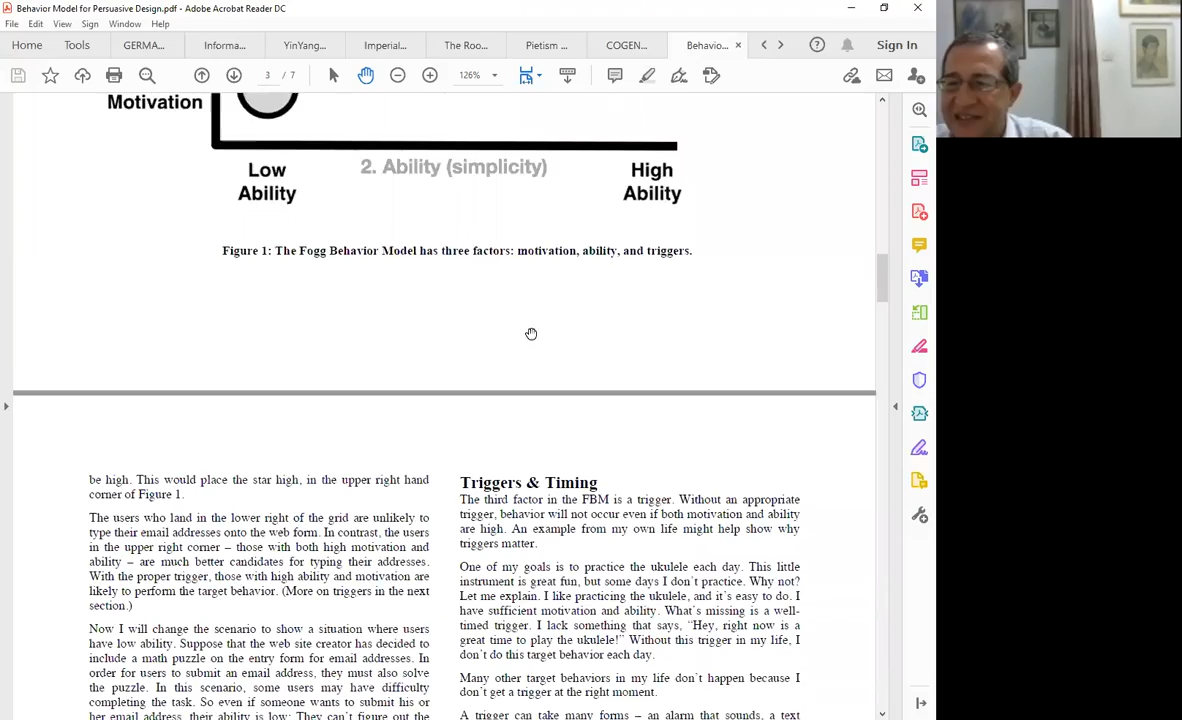 Behavior Model for Persuasive Design.pdf - Adobe Acrobat Reader DC
File Edit View Sign Window Help
Home Tools GERMA... Informa... YinYang... Imperial... The Roo... Pietism ... COGEN... Behavio... × Sign In
3 / 7 126%
Motivation
Low
Ability
2. Ability (simplicity)
High
Ability
Figure 1: The Fogg Behavior Model has three factors: motivation, ability, and triggers.
be high. This would place the star high, in the upper right hand
corner of Figure 1.
The users who land in the lower right of the grid are unlikely to
type their email addresses onto the web form. In contrast, the users
in the upper right corner – those with both high motivation and
ability – are much better candidates for typing their addresses.
With the proper trigger, those with high ability and motivation are
likely to perform the target behavior. (More on triggers in the next
section.)
Now I will change the scenario to show a situation where users
have low ability. Suppose that the web site creator has decided to
include a math puzzle on the entry form for email addresses. In
order for users to submit an email address, they must also solve
the puzzle. In this scenario, some users may have difficulty
completing the task. So even if someone wants to submit his or
her email address, their ability is low: They can't figure out the
Triggers & Timing
The third factor in the FBM is a trigger. Without an appropriate
trigger, behavior will not occur even if both motivation and ability
are high. An example from my own life might help show why
triggers matter.
One of my goals is to practice the ukulele each day. This little
instrument is great fun, but some days I don't practice. Why not?
Let me explain. I like practicing the ukulele, and it's easy to do. I
have sufficient motivation and ability. What's missing is a well-
timed trigger. I lack something that says, "Hey, right now is a
great time to play the ukulele!" Without this trigger in my life, I
don't do this target behavior each day.
Many other target behaviors in my life don't happen because I
don't get a trigger at the right moment.
A trigger can take many forms – an alarm that sounds, a text